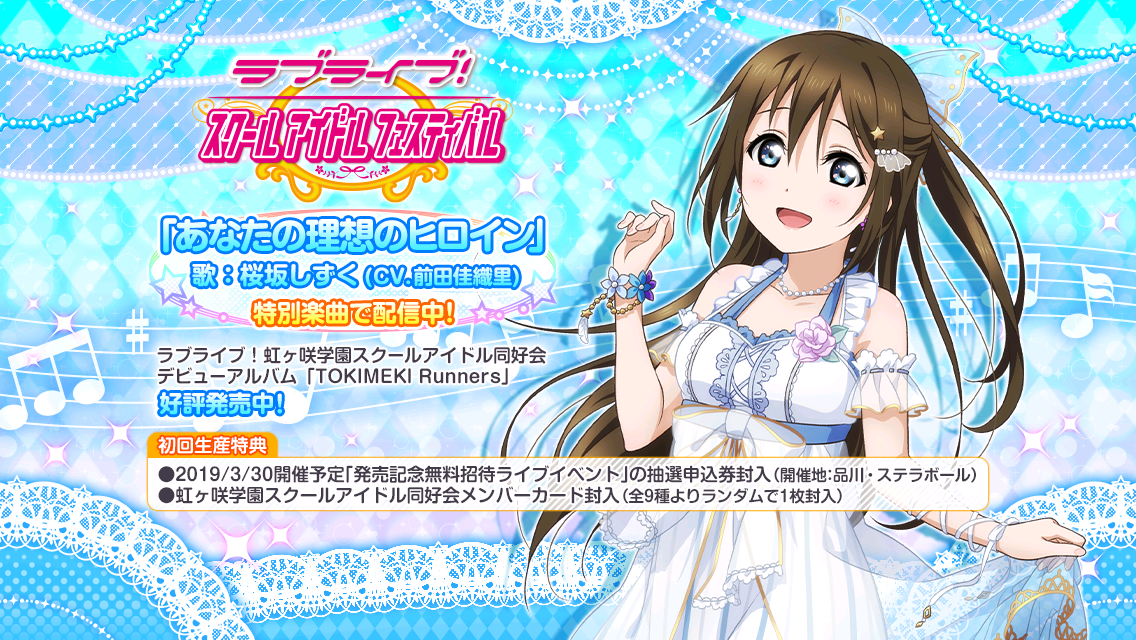 ラブライブ!
スクールアイドルフェスティバル
「あなたの理想のヒロイン」
歌：桜坂しずく(CV.前田佳織里)
特別楽曲で配信中!
ラブライブ！虹ヶ咲学園スクールアイドル同好会
デビューアルバム「TOKIMEKI Runners」
好評発売中!
初回生産特典
●2019/3/30開催予定「発売記念無料招待ライブイベント」の抽選申込券封入（開催地：品川・ステラボール）
●虹ヶ咲学園スクールアイドル同好会メンバーカード封入（全9種よりランダムで1枚封入）